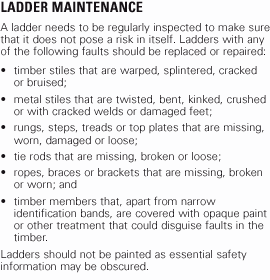 LADDER MAINTENANCE
A ladder needs to be regularly inspected to make sure
that it does not pose a risk in itself. Ladders with any
of the following faults should be replaced or repaired:
• timber stiles that are warped, splintered, cracked
or bruised;
• metal stiles that are twisted, bent, kinked, crushed
or with cracked welds or damaged feet;
• rungs, steps, treads or top plates that are missing,
worn, damaged or loose;
• tie rods that are missing, broken or loose;
• ropes, braces or brackets that are missing, broken
or worn; and
• timber members that, apart from narrow
identification bands, are covered with opaque paint
or other treatment that could disguise faults in the
timber.
Ladders should not be painted as essential safety
information may be obscured.